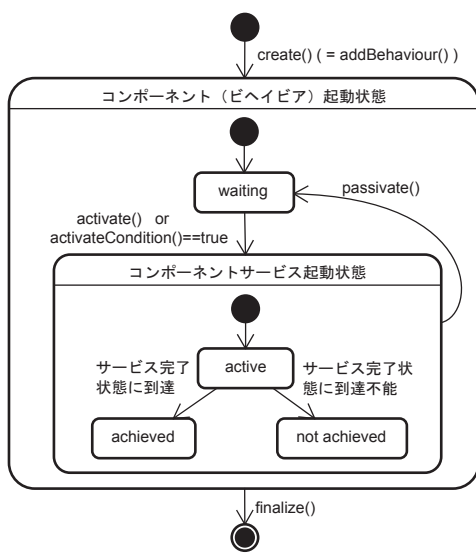 create() ( = addBehaviour() )
コンポーネント（ビヘイビア）起動状態
waiting
passivate()
activate() or
activateCondition()==true
コンポーネントサービス起動状態
active
サービス完了
状態に到達
サービス完了状
態に到達不能
achieved
not achieved
finalize()